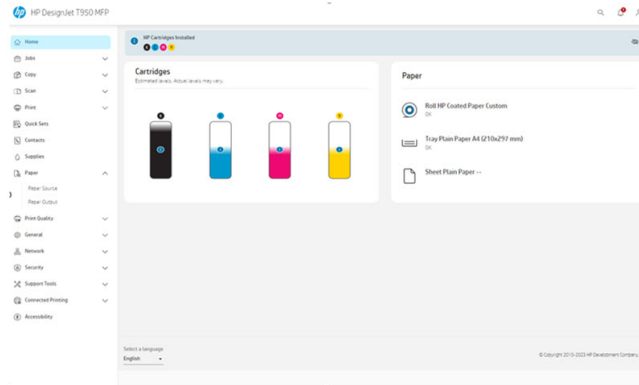 hp HP DesignJet T950 MFP
Home
Jobs
Copy
Scan
Print
Quick Sets
Contacts
Supplies
Paper
Paper Source
Paper Output
Print Quality
General
Network
Security
Support Tools
Connected Printing
Accessibility
HP Cartridges Installed
K C M Y
Cartridges
Estimated levels. Actual levels may vary.
K C M Y
Paper
Roll HP Coated Paper Custom
OK
Tray Plain Paper A4 (210x297 mm)
OK
Sheet Plain Paper --
Select a language
English
© Copyright 2010-2023 HP Development Company,